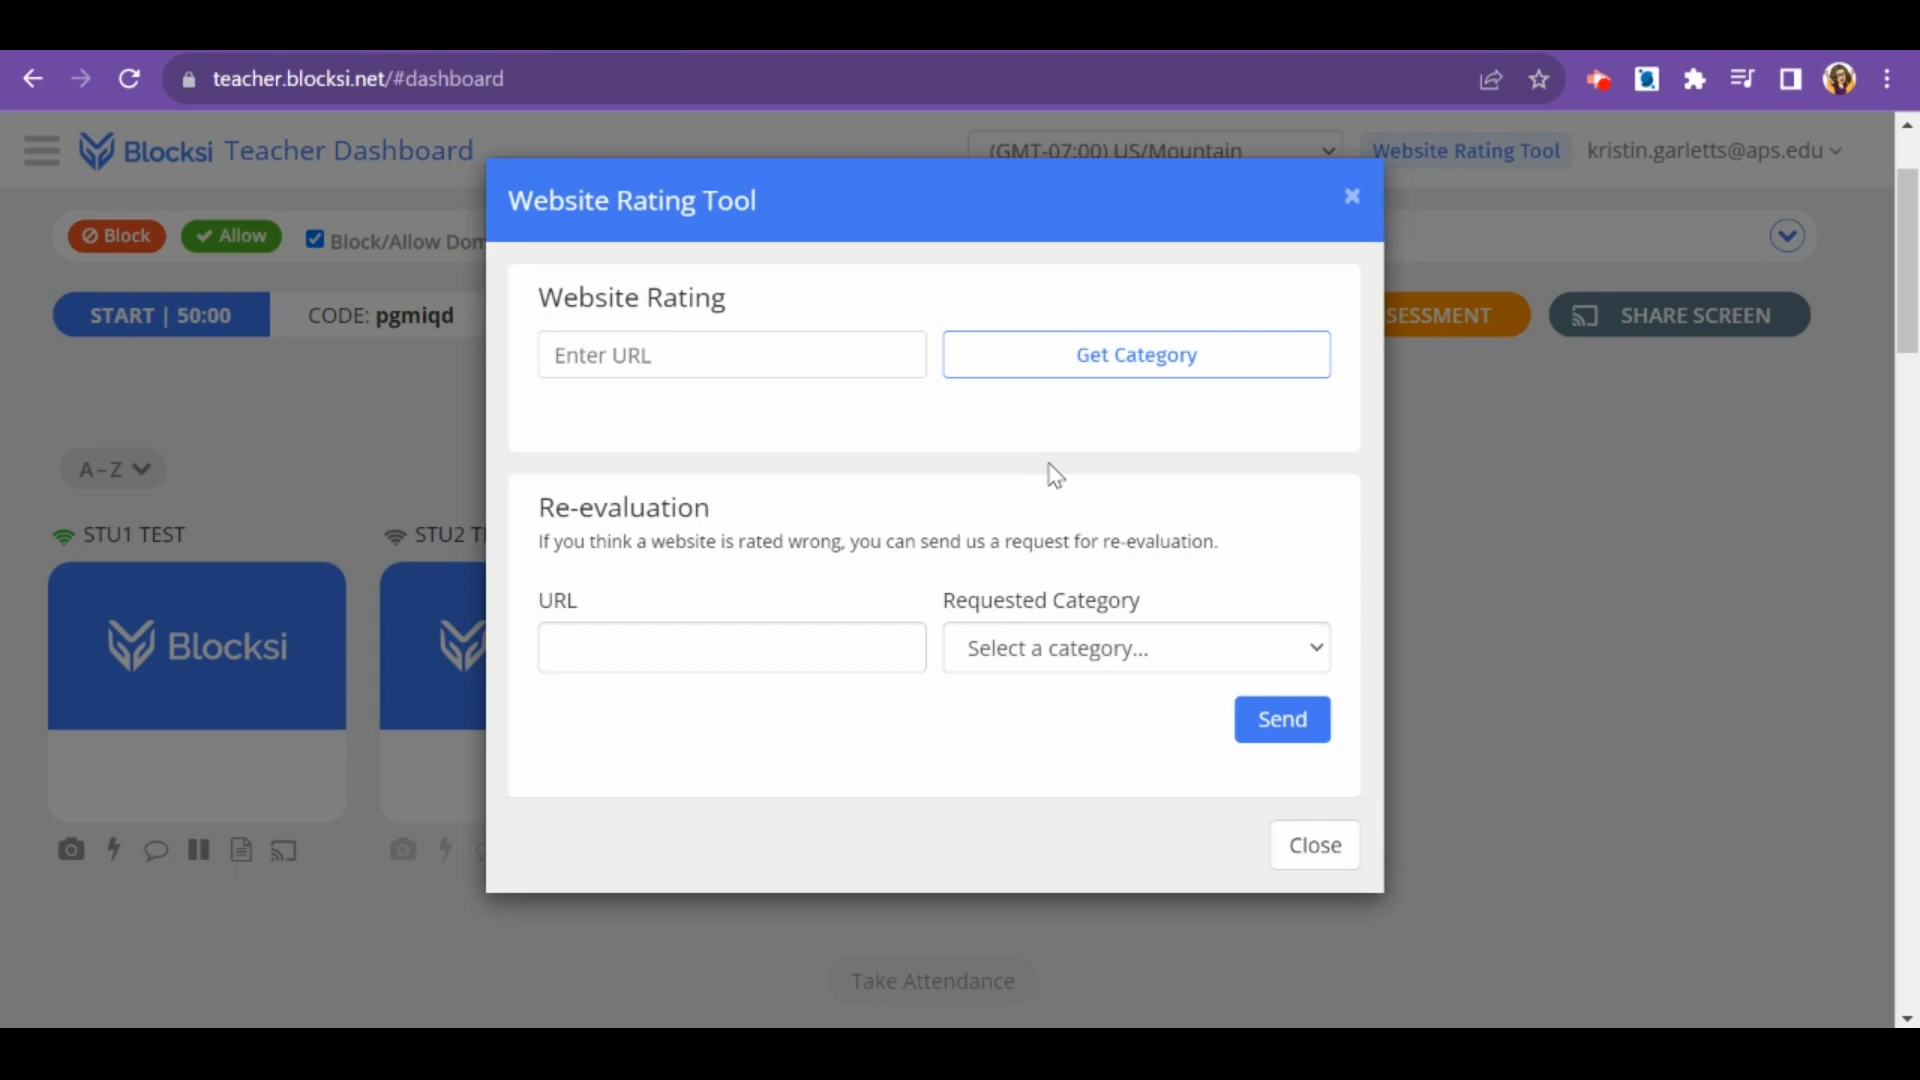 teacher.blocksi.net/#dashboard
Blocksi Teacher Dashboard
(GMT-07:00) US/Mountain
Website Rating Tool
kristin.garletts@aps.edu
Website Rating Tool
×
Block
Allow
Block/Allow Dom
START | 50:00
CODE: pgmiqd
SESSMENT
SHARE SCREEN
Website Rating
Enter URL
Get Category
A–Z
STU1 TEST
STU2 TE
Blocksi
Re-evaluation
If you think a website is rated wrong, you can send us a request for re-evaluation.
URL
Requested Category
Select a category...
Send
Close
Take Attendance